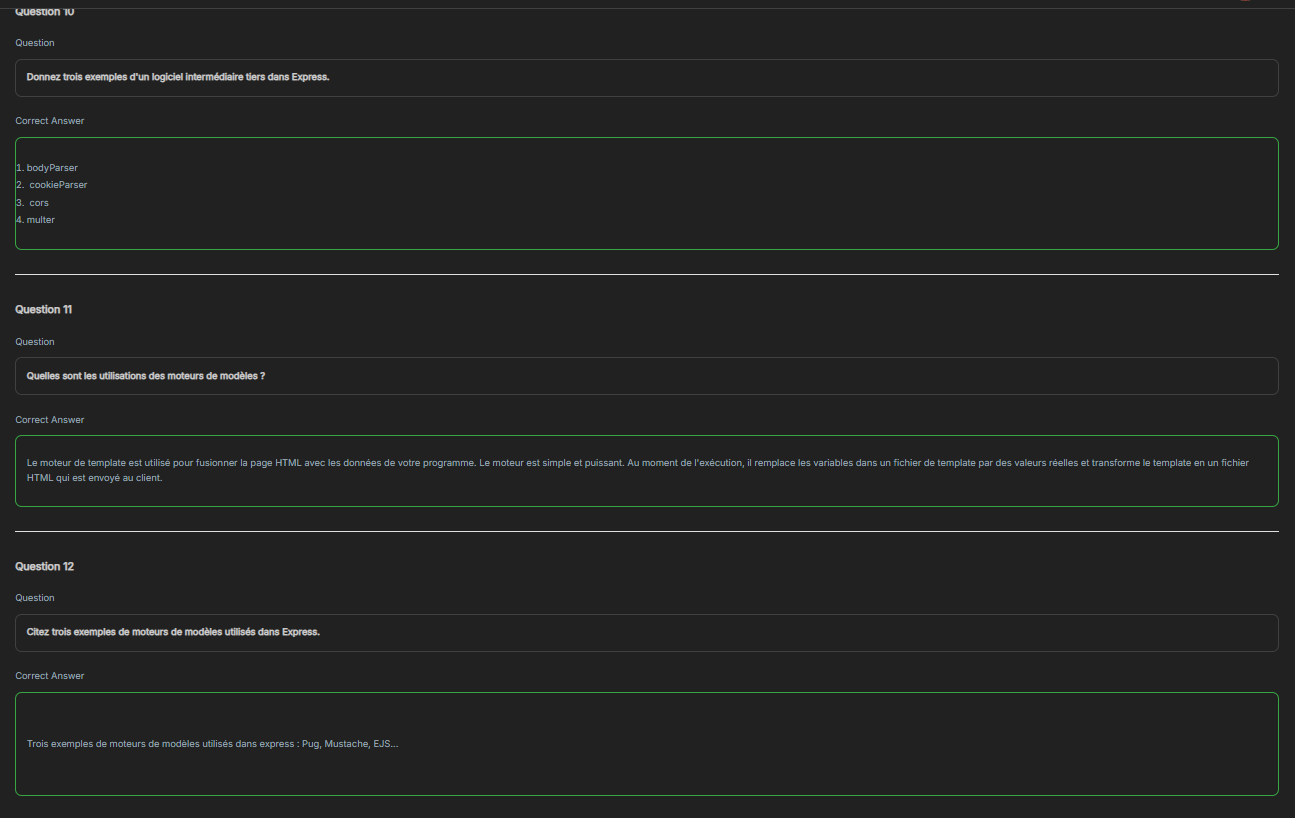 Question 10
Question
Donnez trois exemples d'un logiciel intermédiaire tiers dans Express.
Correct Answer
1. bodyParser
2. cookieParser
3. cors
4. multer
Question 11
Question
Quelles sont les utilisations des moteurs de modèles ?
Correct Answer
Le moteur de template est utilisé pour fusionner la page HTML avec les données de votre programme. Le moteur est simple et puissant. Au moment de l'exécution, il remplace les variables dans un fichier de template par des valeurs réelles et transforme le template en un fichier
HTML qui est envoyé au client.
Question 12
Question
Citez trois exemples de moteurs de modèles utilisés dans Express.
Correct Answer
Trois exemples de moteurs de modèles utilisés dans express : Pug, Mustache, EJS...